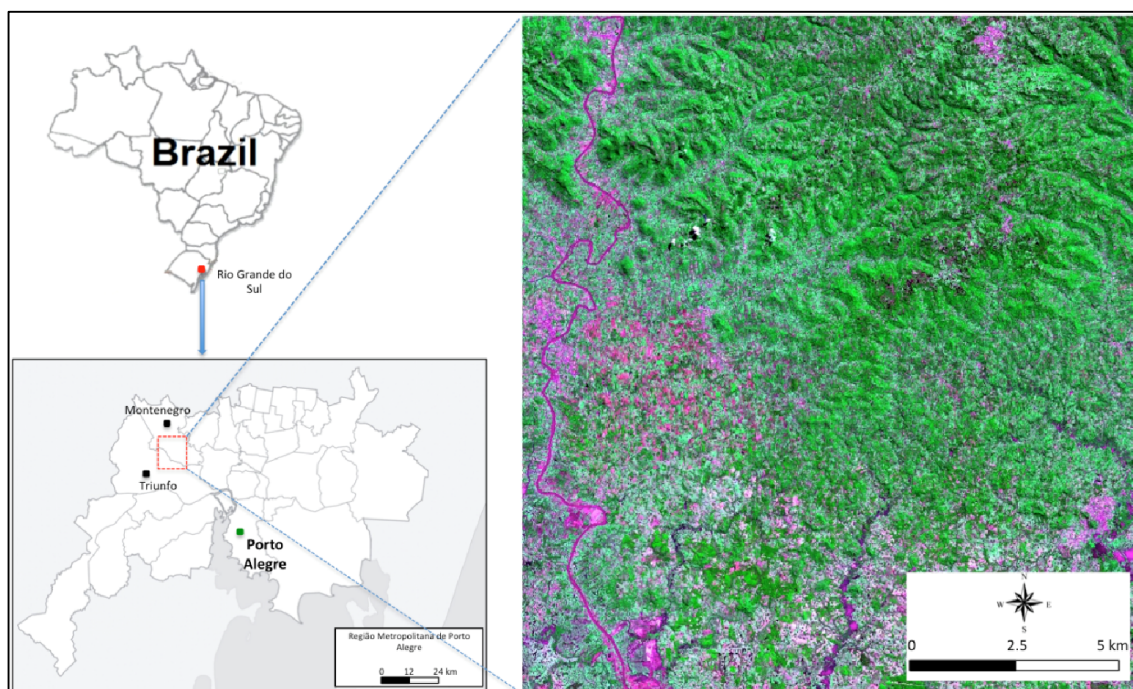 Brazil
Rio Grande do
Sul
Montenegro
Triunfo
Porto
Alegre
Região Metropolitana de Porto
Alegre
0 12 24 km
N
W E
S
0 2.5 5 km